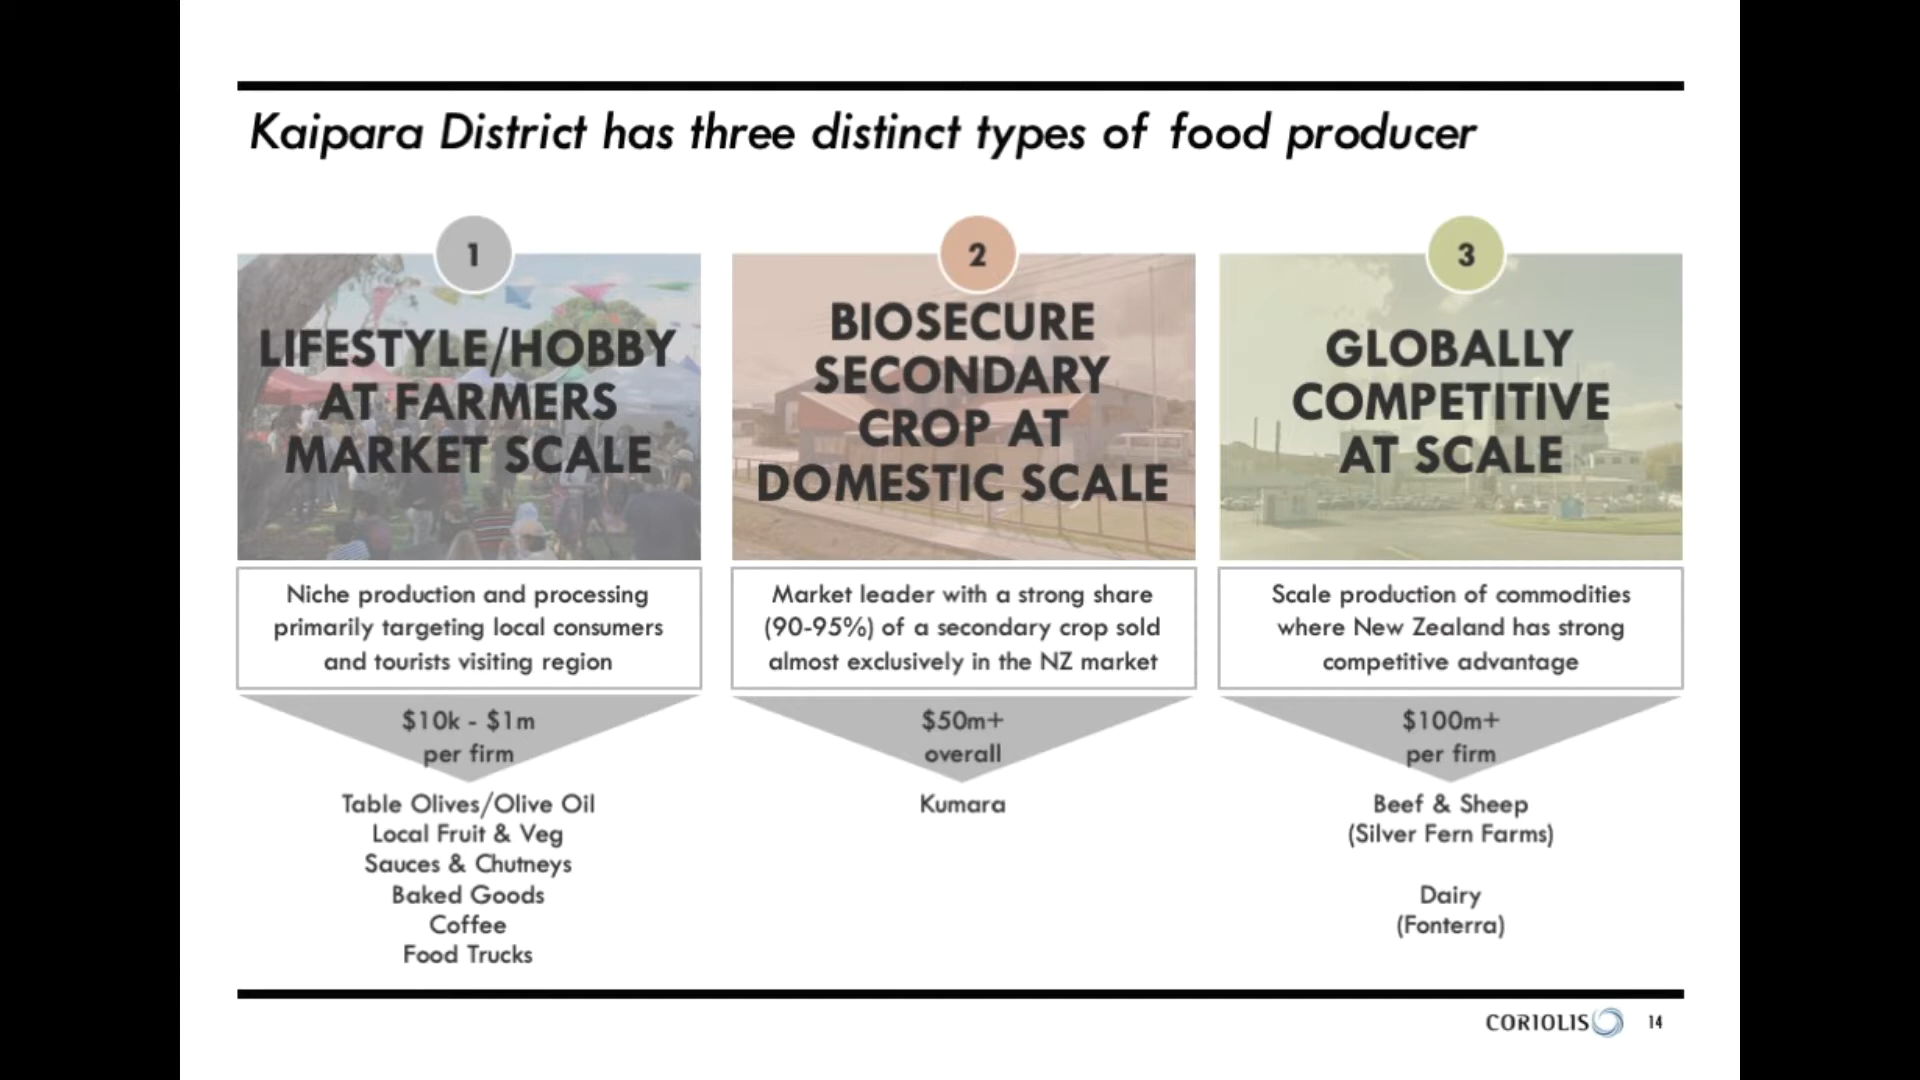 Kaipara District has three distinct types of food producer
1
LIFESTYLE/HOBBY
AT FARMERS
MARKET SCALE
Niche production and processing
primarily targeting local consumers
and tourists visiting region
$10k - $1m
per firm
Table Olives/Olive Oil
Local Fruit & Veg
Sauces & Chutneys
Baked Goods
Coffee
Food Trucks
2
BIOSECURE
SECONDARY
CROP AT
DOMESTIC SCALE
Market leader with a strong share
(90-95%) of a secondary crop sold
almost exclusively in the NZ market
$50m+
overall
Kumara
3
GLOBALLY
COMPETITIVE
AT SCALE
Scale production of commodities
where New Zealand has strong
competitive advantage
$100m+
per firm
Beef & Sheep
(Silver Fern Farms)
Dairy
(Fonterra)
CORIOLIS 14